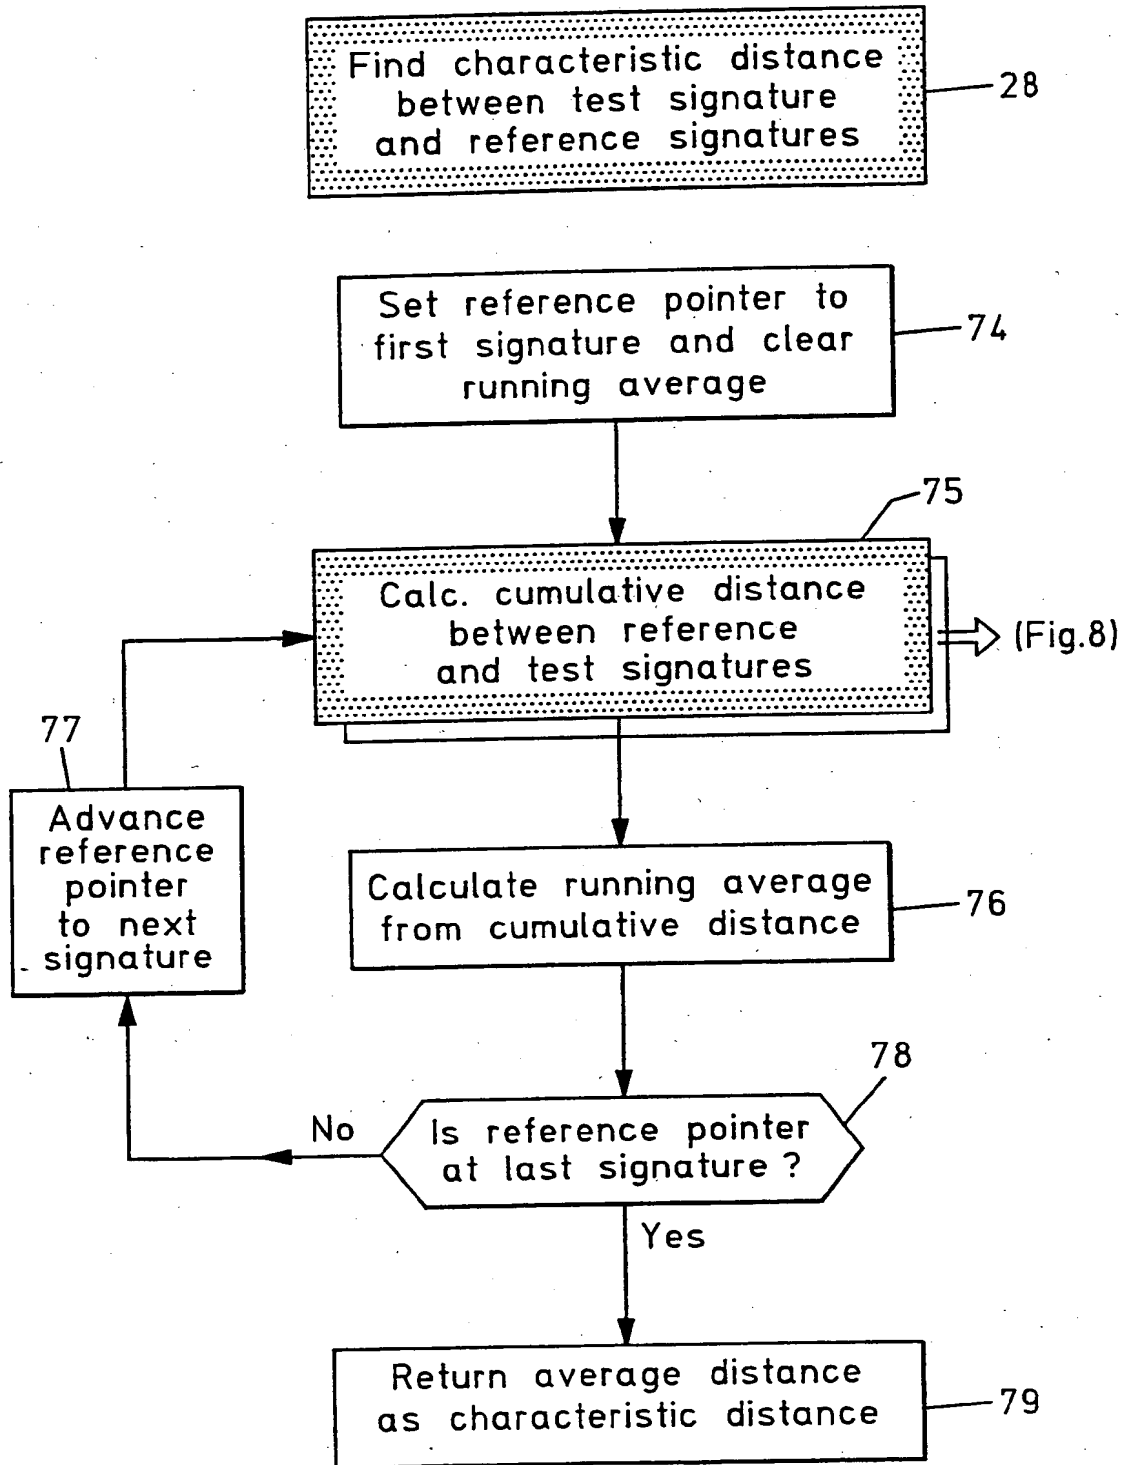 Find characteristic distance
between test signature
and reference signatures
28
Set reference pointer to
first signature and clear
running average
74
75
Calc. cumulative distance
between reference
and test signatures
(Fig.8)
77
Advance
reference
pointer
to next
signature
Calculate running average
from cumulative distance
76
78
No
Is reference pointer
at last signature ?
Yes
Return average distance
as characteristic distance
79